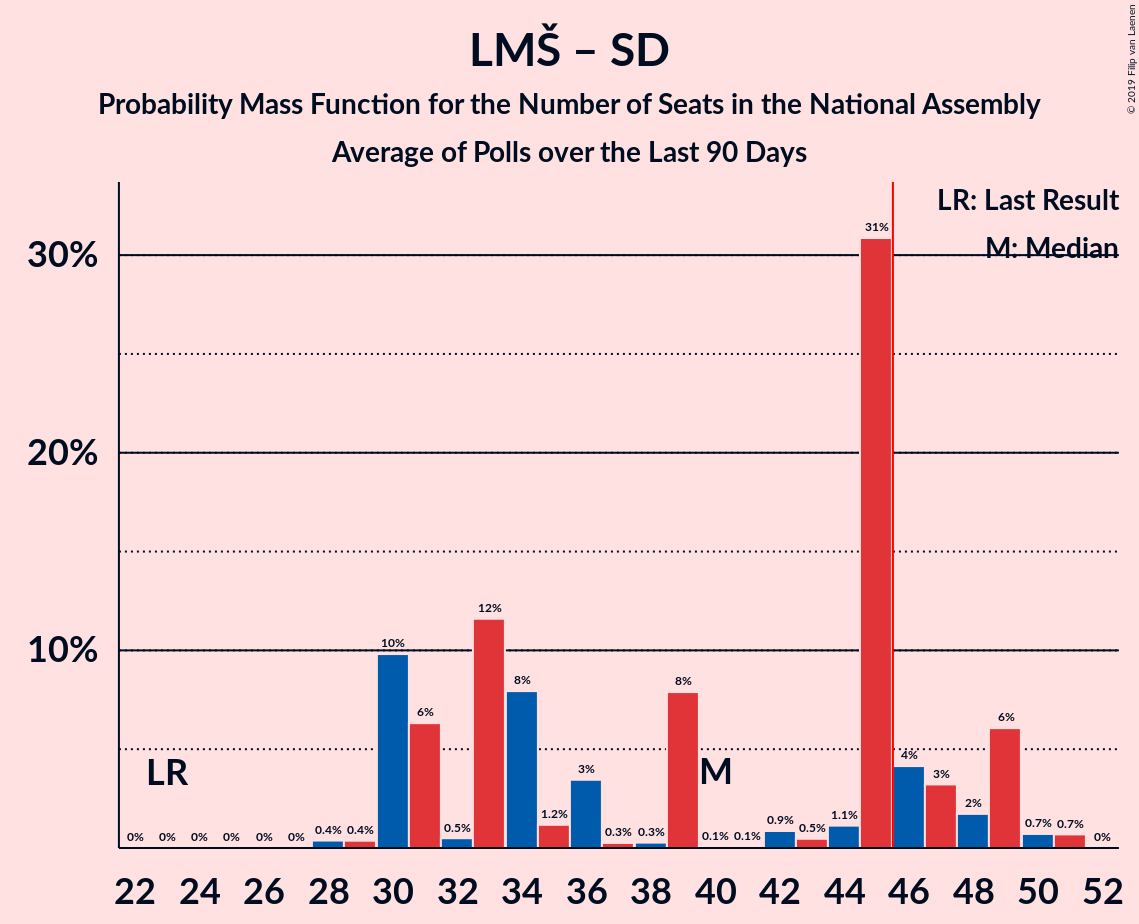 LMŠ – SD
Probability Mass Function for the Number of Seats in the National Assembly
Average of Polls over the Last 90 Days
© 2019 Filip van Laenen
LR: Last Result
M: Median
30%
20%
10%
0% 0% 0% 0% 0% 0% 0.4% 0.4% 10% 6% 0.5% 12% 8% 1.2% 3% 0.3% 0.3% 8% 0.1% 0.1% 0.9% 0.5% 1.1% 31% 4% 3% 2% 6% 0.7% 0.7% 0%
LR M
22 24 26 28 30 32 34 36 38 40 42 44 46 48 50 52